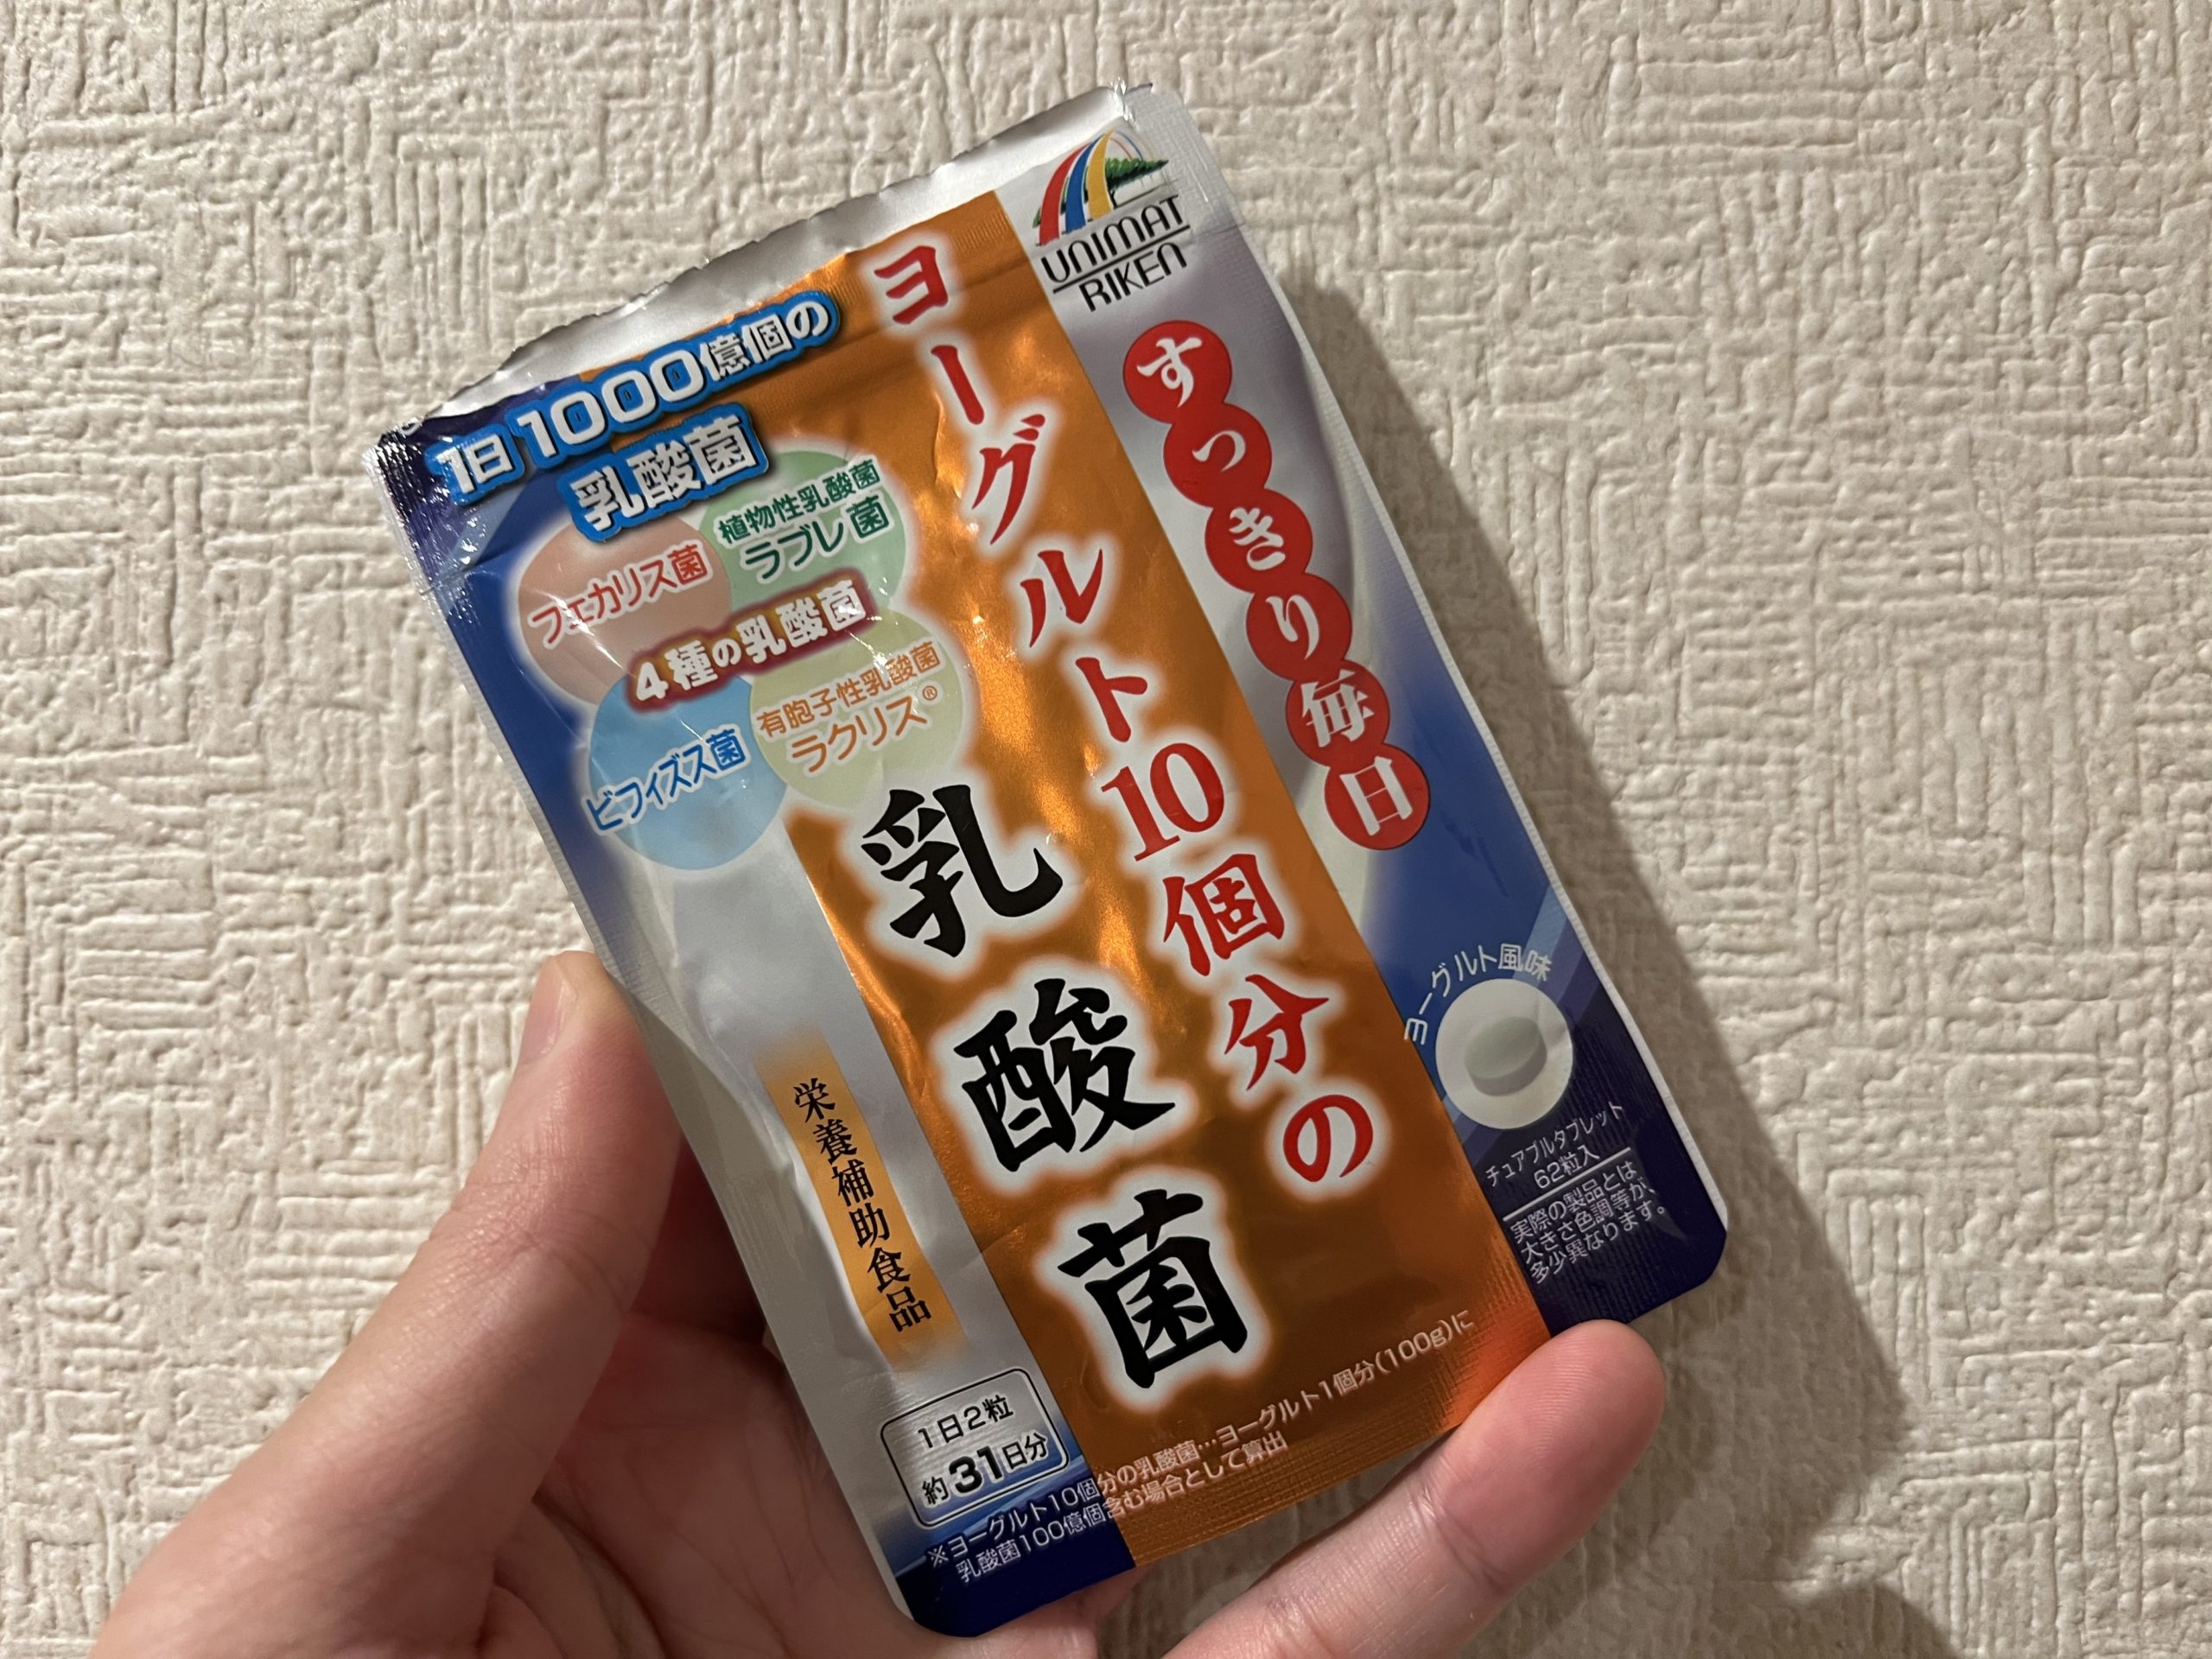 UNIMAT
RIKEN
1日1000億個の
乳酸菌
フェカリス菌
植物性乳酸菌
ラブレ菌
4種の乳酸菌
ビフィズス菌
有胞子性乳酸菌
ラクリス®
すっきり毎日
ヨーグルト10個分の
乳酸菌
栄養補助食品
ヨーグルト風味
チュアブルタブレット
62粒入
実際の製品とは、
大きさ色調等が、
多少異なります。
1日2粒
約31日分
※ヨーグルト10個分の乳酸菌…ヨーグルト1個分(100g)に
乳酸菌100億個含む場合として算出